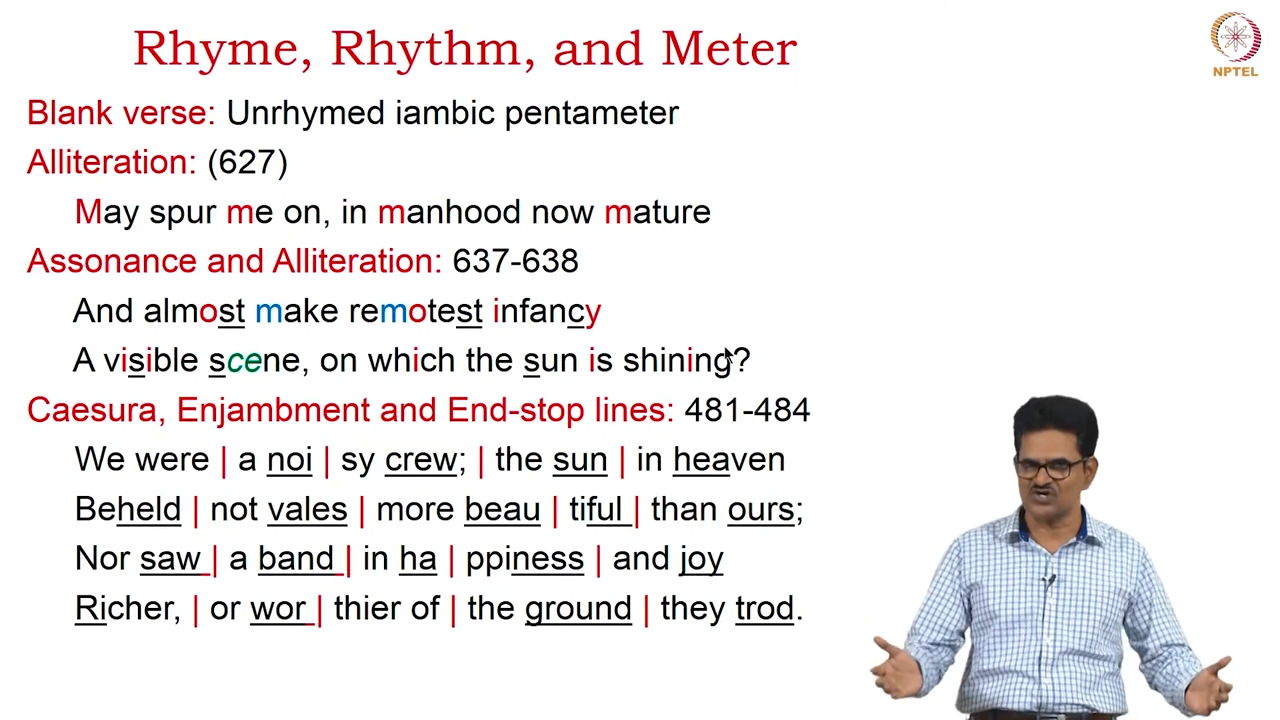 Rhyme, Rhythm, and Meter
NPTEL
Blank verse: Unrhymed iambic pentameter
Alliteration: (627)
May spur me on, in manhood now mature
Assonance and Alliteration: 637-638
And almost make remotest infancy
A visible scene, on which the sun is shining?
Caesura, Enjambment and End-stop lines: 481-484
We were | a noi | sy crew; | the sun | in heaven
Beheld | not vales | more beau | tiful | than ours;
Nor saw | a band | in ha | ppiness | and joy
Richer, | or wor | thier of | the ground | they trod.